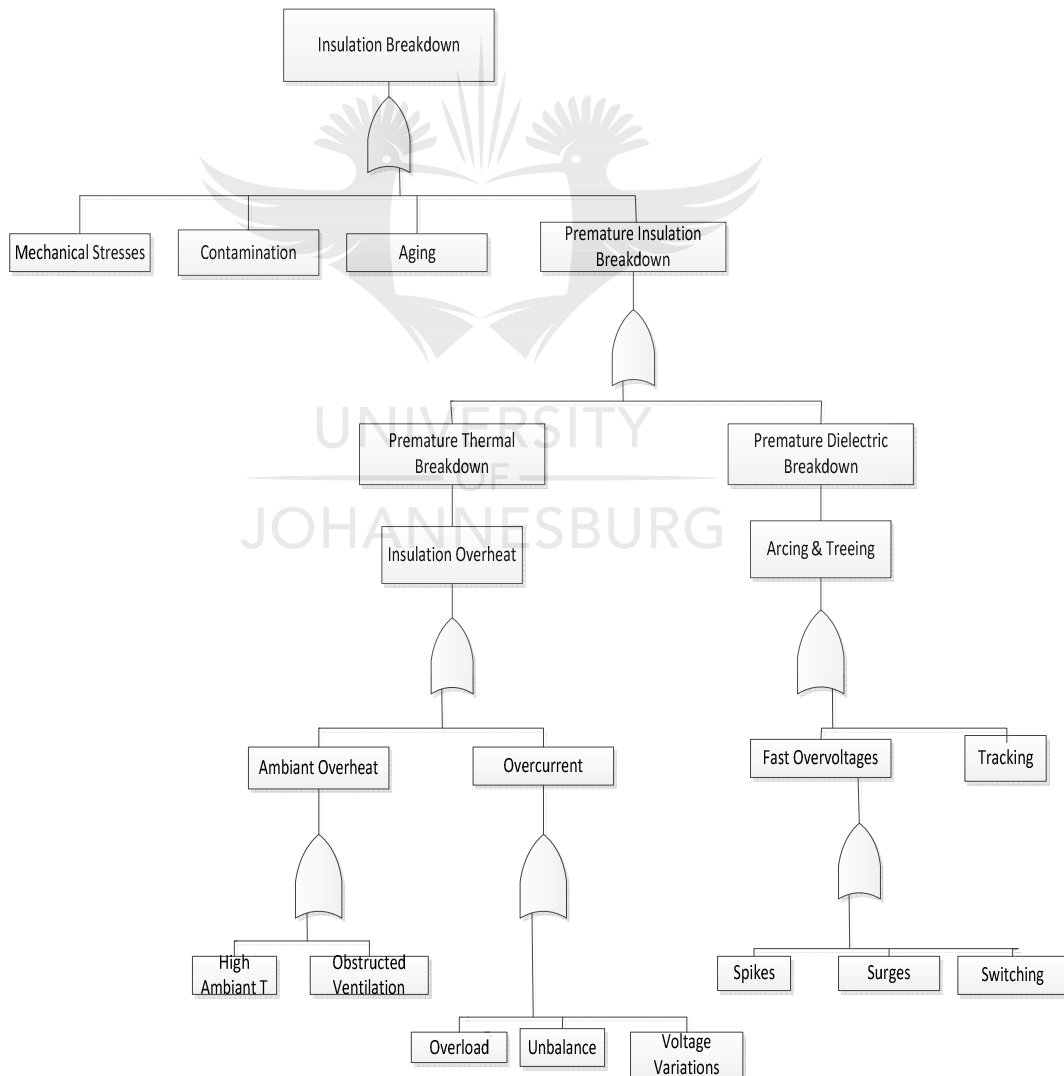 Insulation Breakdown
Mechanical Stresses
Contamination
Aging
Premature Insulation
Breakdown
UNIVERSITY
OF
JOHANNESBURG
Premature Thermal
Breakdown
Premature Dielectric
Breakdown
Insulation Overheat
Arcing & Treeing
Ambiant Overheat
Overcurrent
Fast Overvoltages
Tracking
High
Ambiant T
Obstructed
Ventilation
Spikes
Surges
Switching
Overload
Unbalance
Voltage
Variations